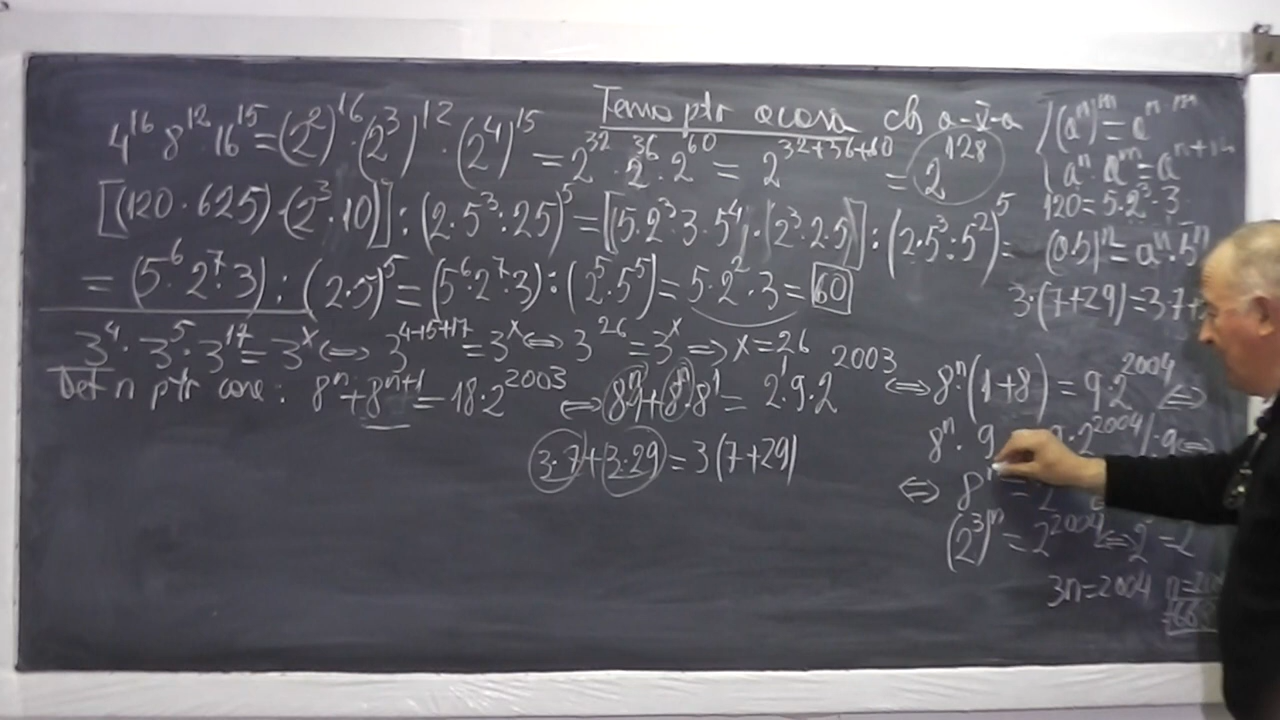 Tema ptr acasa cls a-V-a
4^16 8^12 16^15 = (2^2)^16 · (2^3)^12 · (2^4)^15 = 2^32 · 2^36 · 2^60 = 2^(32+36+60) = 2^128
[(120 · 625) · (2^3 · 10)] : (2 · 5^3 · 25)^5 = [(5 · 2^3 · 3 · 5^4) · (2^3 · 2 · 5)] : (2 · 5^3 : 5^2)^5 =
= (5^6 · 2^7 · 3) : (2 · 5)^5 = (5^6 · 2^7 · 3) : (2^5 · 5^5) = 5 · 2^2 · 3 = 60
3^4 · 3^5 · 3^17 = 3^x ⇔ 3^(4+5+17) = 3^x ⇔ 3^26 = 3^x ⇒ x = 26
Det n ptr care: 8^n + 8^(n+1) = 18 · 2^2003 ⇔ 8^n · 1 + 8^n · 8^1 = 2^1 · 9 · 2^2003 ⇔ 8^n · (1+8) = 9 · 2^2004 ⇔
3·7 + 3·29 = 3(7+29)
8^n · 9 2^2004 | : 9 ⇔
⇔ 8^n = 2
(2^3)^n = 2^2004 ⇔ 2 = 2
3n = 2004 n =
(a^n)^m = a^(n·m)
a^n · a^m = a^(n+m)
120 = 5 · 2^3 · 3
(a·b)^n = a^n · b^n
3 · (7+29) = 3·7+